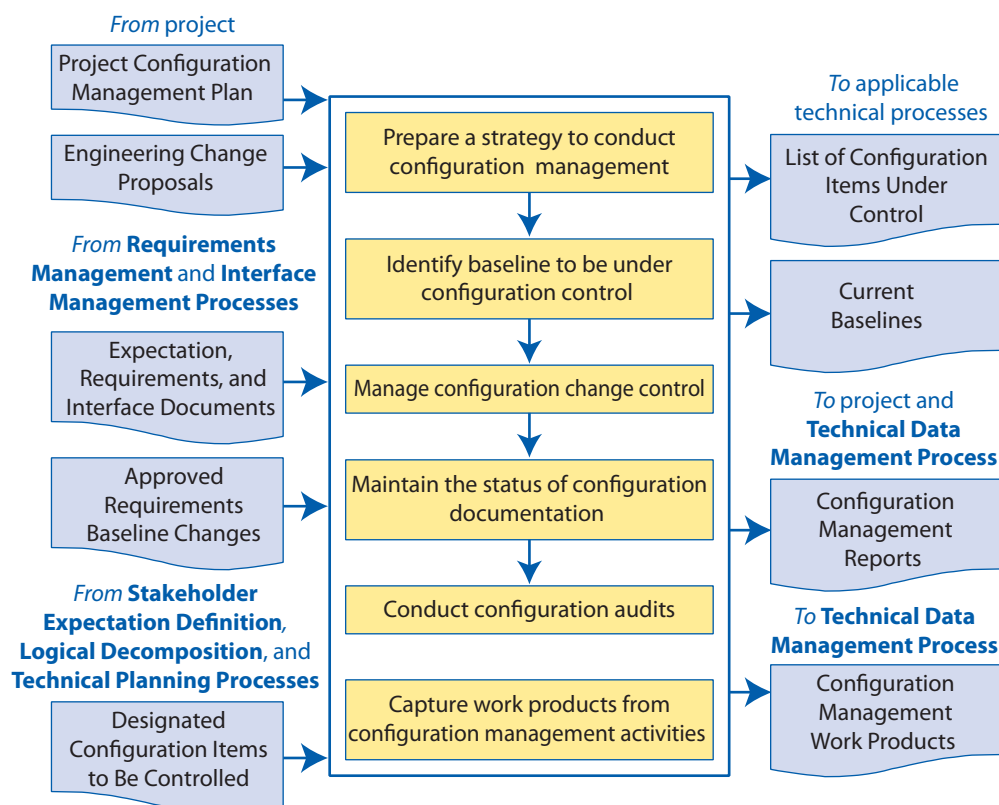 From project
Project Configuration
Management Plan
Engineering Change
Proposals
From Requirements
Management and Interface
Management Processes
Expectation,
Requirements, and
Interface Documents
Approved
Requirements
Baseline Changes
From Stakeholder
Expectation Definition,
Logical Decomposition, and
Technical Planning Processes
Designated
Configuration Items
to Be Controlled
Prepare a strategy to conduct
configuration management
Identify baseline to be under
configuration control
Manage configuration change control
Maintain the status of configuration
documentation
Conduct configuration audits
Capture work products from
configuration management activities
To applicable
technical processes
List of Configuration
Items Under
Control
Current
Baselines
To project and
Technical Data
Management Process
Configuration
Management
Reports
To Technical Data
Management Process
Configuration
Management
Work Products